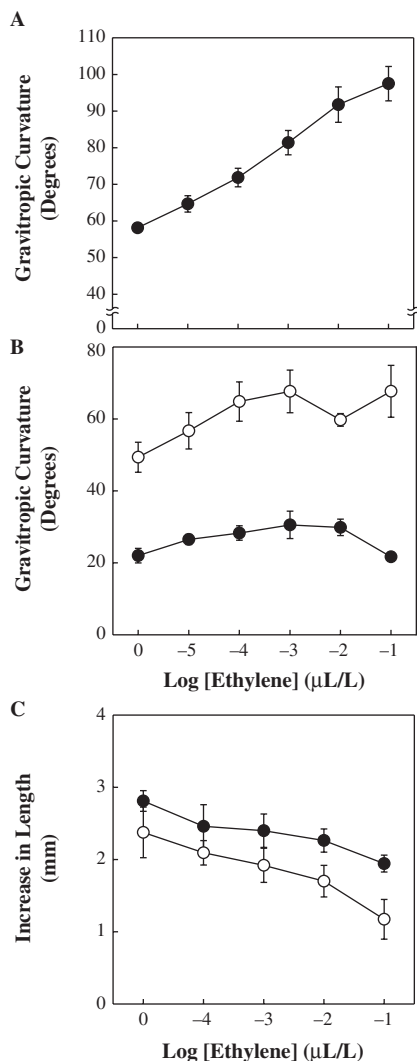 A
110
100
90
80
70
60
50
40
0
Gravitropic Curvature
(Degrees)
B
80
60
40
20
0
Gravitropic Curvature
(Degrees)
0 –5 –4 –3 –2 –1
Log [Ethylene] (µL/L)
C
4
3
2
1
0
Increase in Length
(mm)
0 –4 –3 –2 –1
Log [Ethylene] (µL/L)